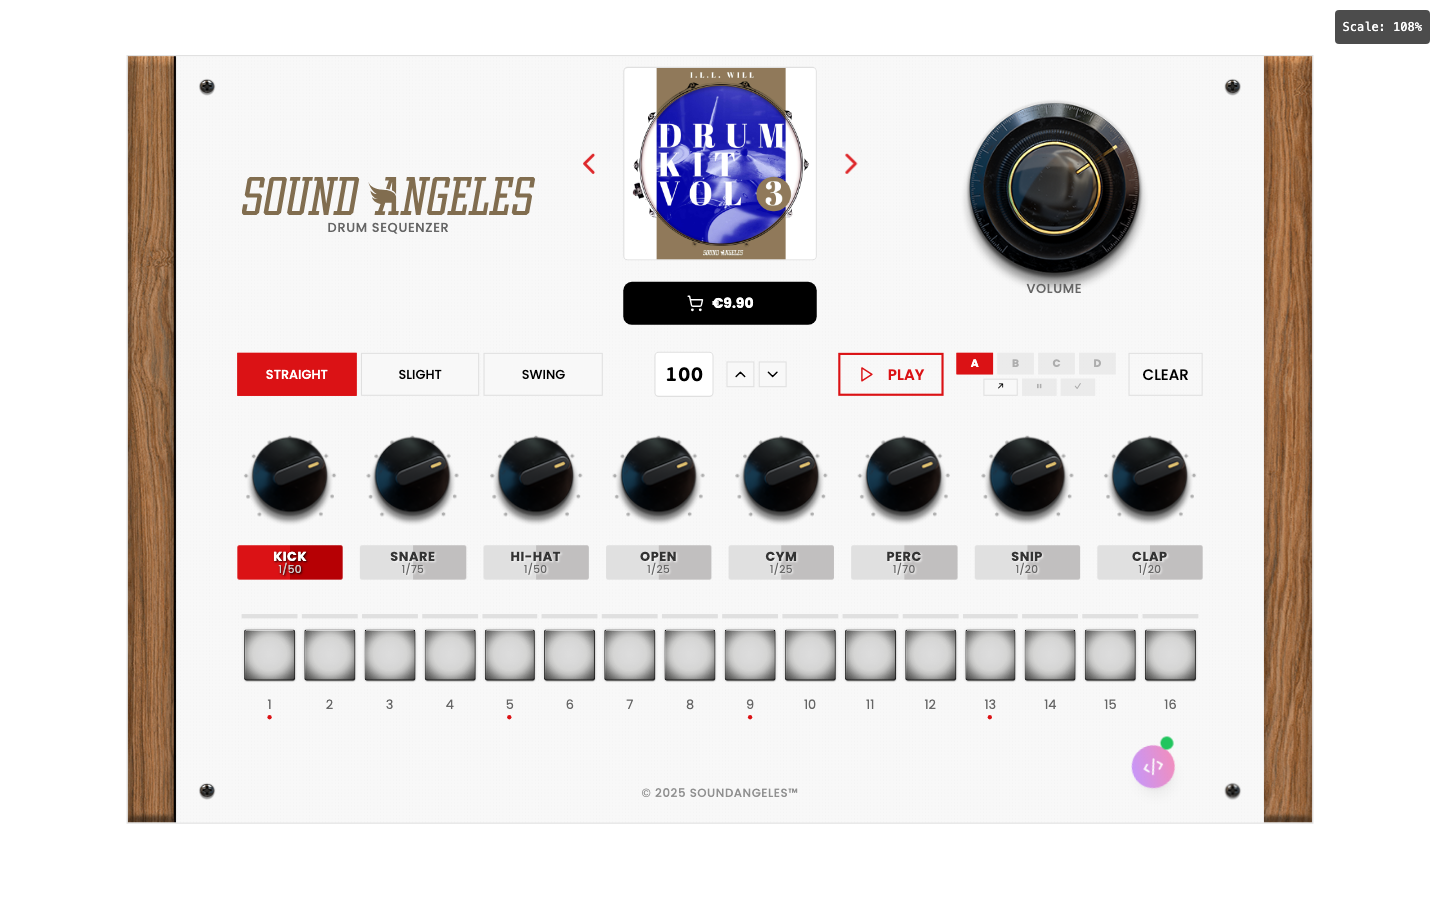 Scale: 108%
I.L.L. WILL
DRUM
KIT
VOL 3
SOUND ANGELES
SOUND ANGELES
DRUM SEQUENZER
€9.90
VOLUME
STRAIGHT SLIGHT SWING 100 PLAY A B C D CLEAR
KICK SNARE HI-HAT OPEN CYM PERC SNIP CLAP
1/50 1/75 1/50 1/25 1/25 1/70 1/20 1/20
1 2 3 4 5 6 7 8 9 10 11 12 13 14 15 16
© 2025 SOUNDANGELES™